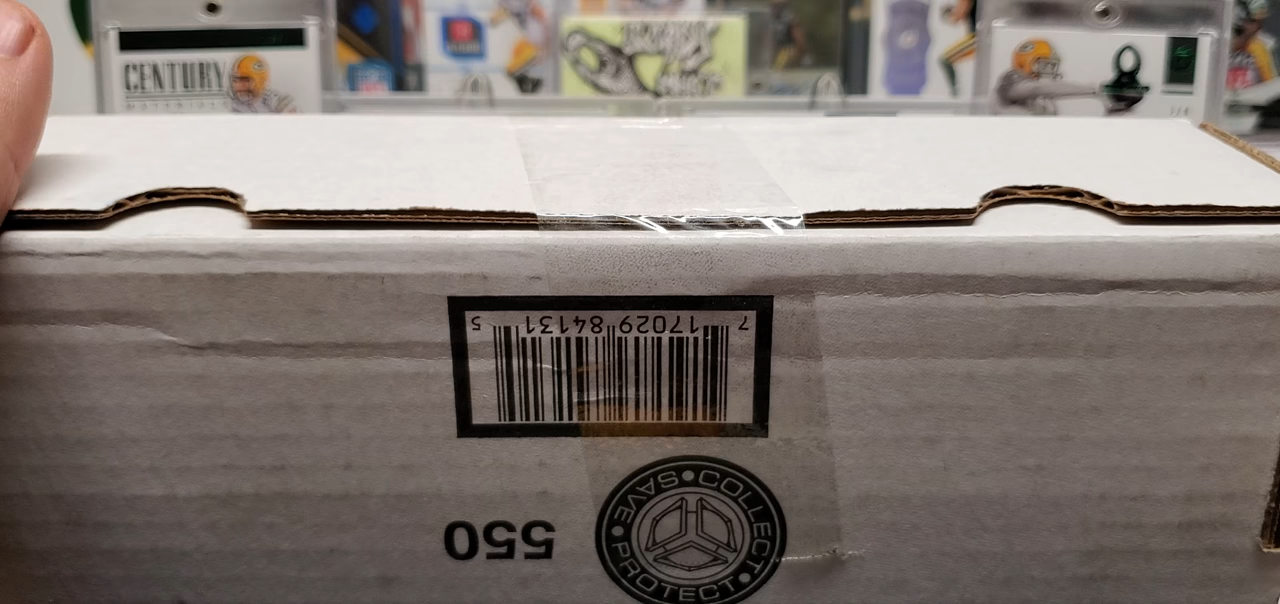 CENTURY
7 17029 84131 5
550
SAVE • COLLECT • PROTECT •